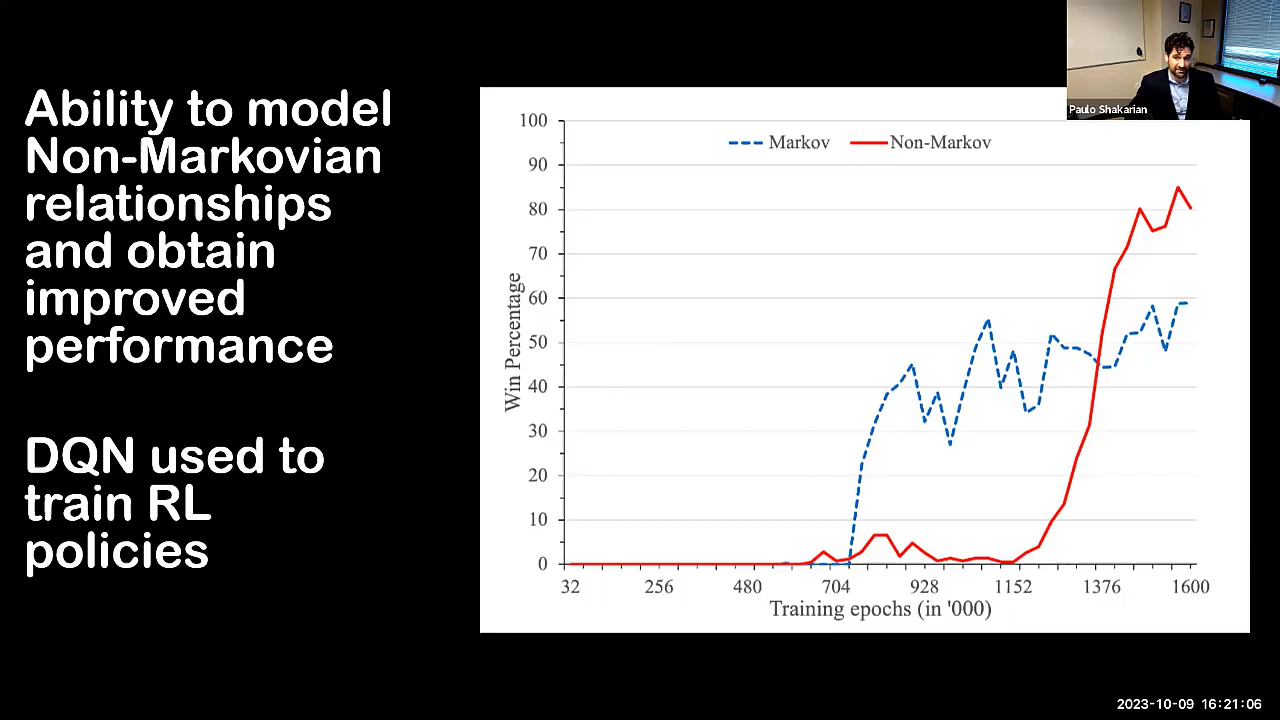 Ability to model
Non-Markovian
relationships
and obtain
improved
performance
DQN used to
train RL
policies
Paulo Shakarian
Markov
Non-Markov
100
90
80
70
60
50
40
30
20
10
0
Win Percentage
32
256
480
704
928
1152
1376
1600
Training epochs (in '000)
2023-10-09 16:21:06